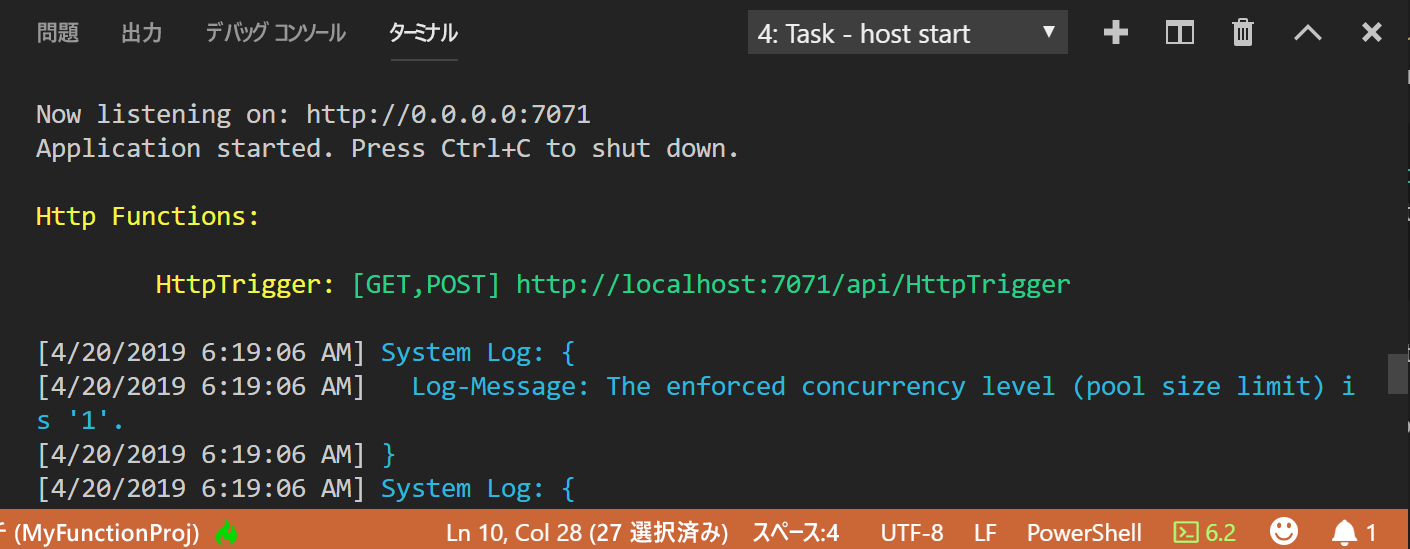 問題 出力 デバッグ コンソール ターミナル 4: Task - host start
Now listening on: http://0.0.0.0:7071
Application started. Press Ctrl+C to shut down.
Http Functions:
HttpTrigger: [GET,POST] http://localhost:7071/api/HttpTrigger
[4/20/2019 6:19:06 AM] System Log: {
[4/20/2019 6:19:06 AM]   Log-Message: The enforced concurrency level (pool size limit) i
s '1'.
[4/20/2019 6:19:06 AM] }
[4/20/2019 6:19:06 AM] System Log: {
(MyFunctionProj) Ln 10, Col 28 (27 選択済み) スペース:4 UTF-8 LF PowerShell 6.2 1